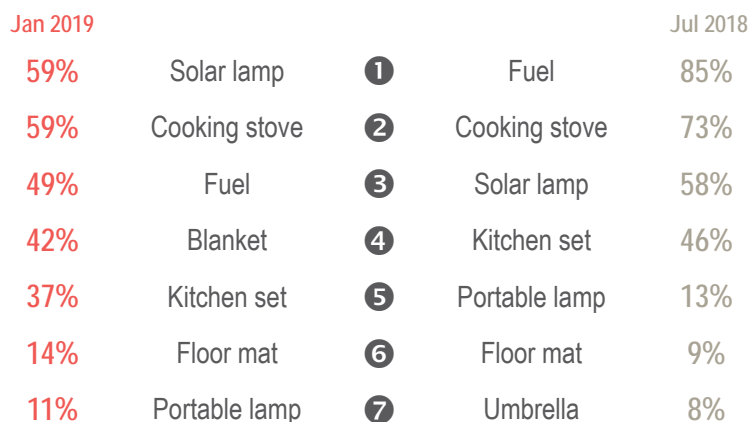 Jan 2019 Jul 2018
59% Solar lamp ❶ Fuel 85%
59% Cooking stove ❷ Cooking stove 73%
49% Fuel ❸ Solar lamp 58%
42% Blanket ❹ Kitchen set 46%
37% Kitchen set ❺ Portable lamp 13%
14% Floor mat ❻ Floor mat 9%
11% Portable lamp ❼ Umbrella 8%